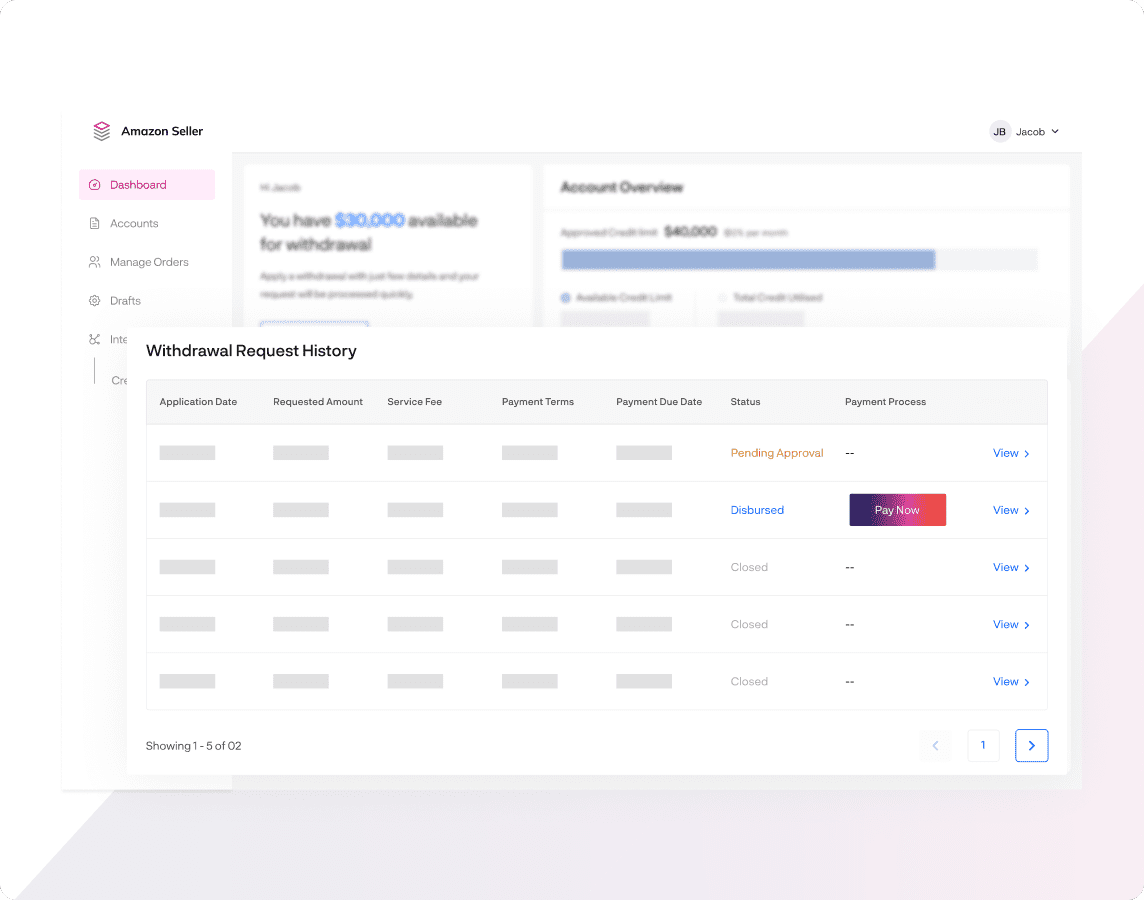 Amazon Seller
JB Jacob
Dashboard
Accounts
Manage Orders
Drafts
Inte
Cre
Hi Jacob
You have $30,000 available
for withdrawal
Apply a withdrawal with just few details and your
request will be processed quickly.
Account Overview
Approved Credit limit $40,000 per month
Available Credit Limit Total Credit Utilised
Withdrawal Request History
Application Date Requested Amount Service Fee Payment Terms Payment Due Date Status Payment Process
Pending Approval -- View
Disbursed Pay Now View
Closed -- View
Closed -- View
Closed -- View
Showing 1 - 5 of 02 1